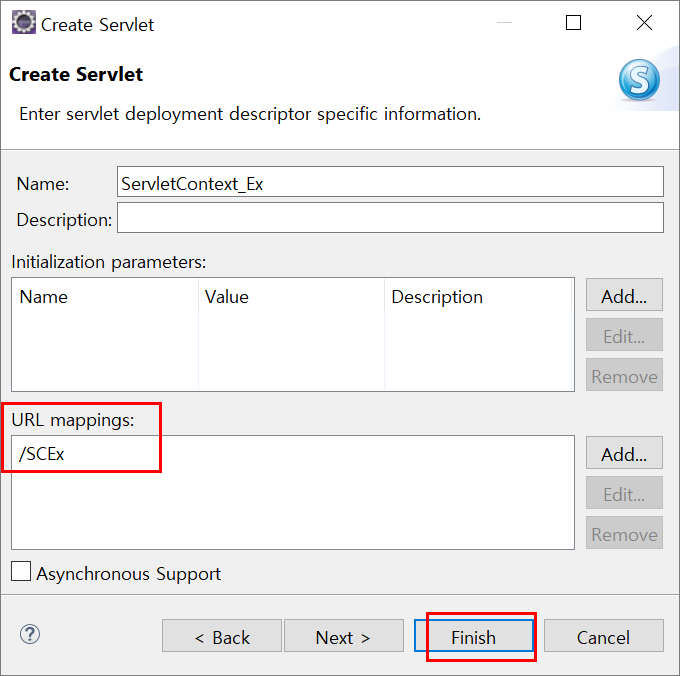 Create Servlet
Create Servlet
Enter servlet deployment descriptor specific information.
Name: ServletContext_Ex
Description:
Initialization parameters:
Name Value Description Add...
Edit...
Remove
URL mappings:
/SCEx Add...
Edit...
Remove
Asynchronous Support
? < Back Next > Finish Cancel